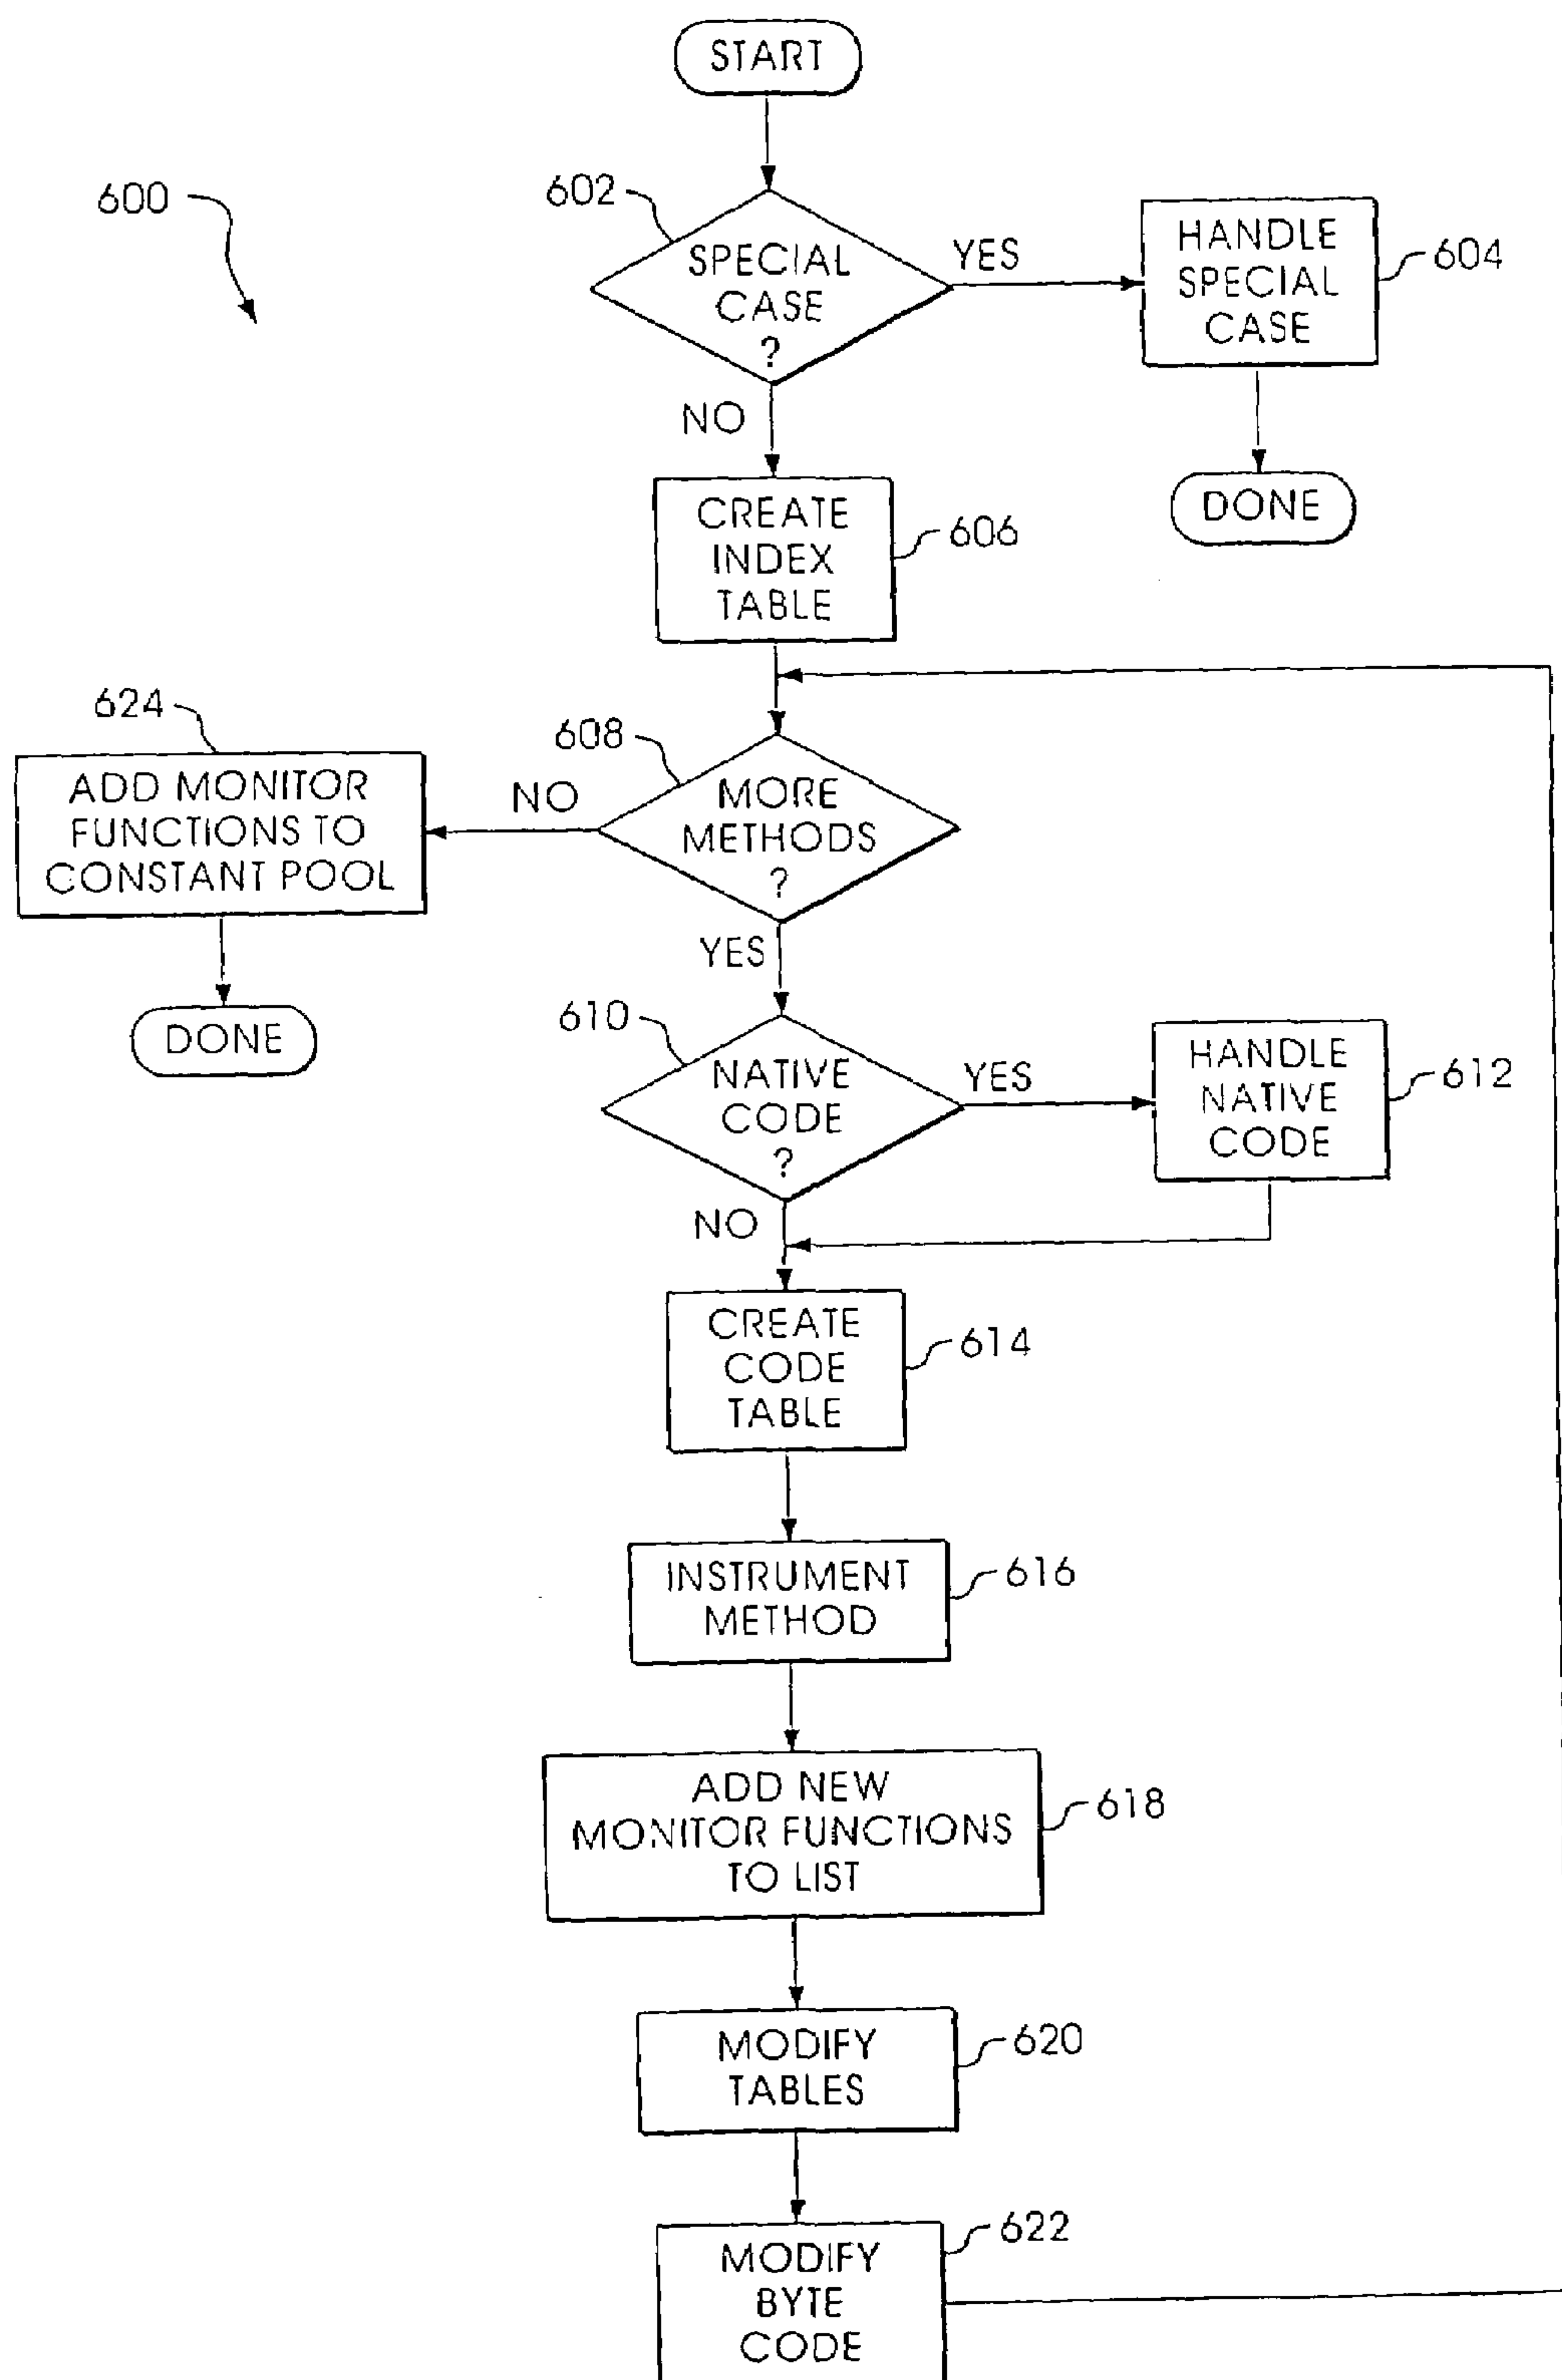 START
600
602
SPECIAL
CASE
?
YES
HANDLE
SPECIAL
CASE
604
NO
DONE
CREATE
INDEX
TABLE
606
624
ADD MONITOR
FUNCTIONS TO
CONSTANT POOL
NO
608
MORE
METHODS
?
YES
DONE
610
NATIVE
CODE
?
YES
HANDLE
NATIVE
CODE
612
NO
CREATE
CODE
TABLE
614
INSTRUMENT
METHOD
616
ADD NEW
MONITOR FUNCTIONS
TO LIST
618
MODIFY
TABLES
620
MODIFY
BYTE
CODE
622